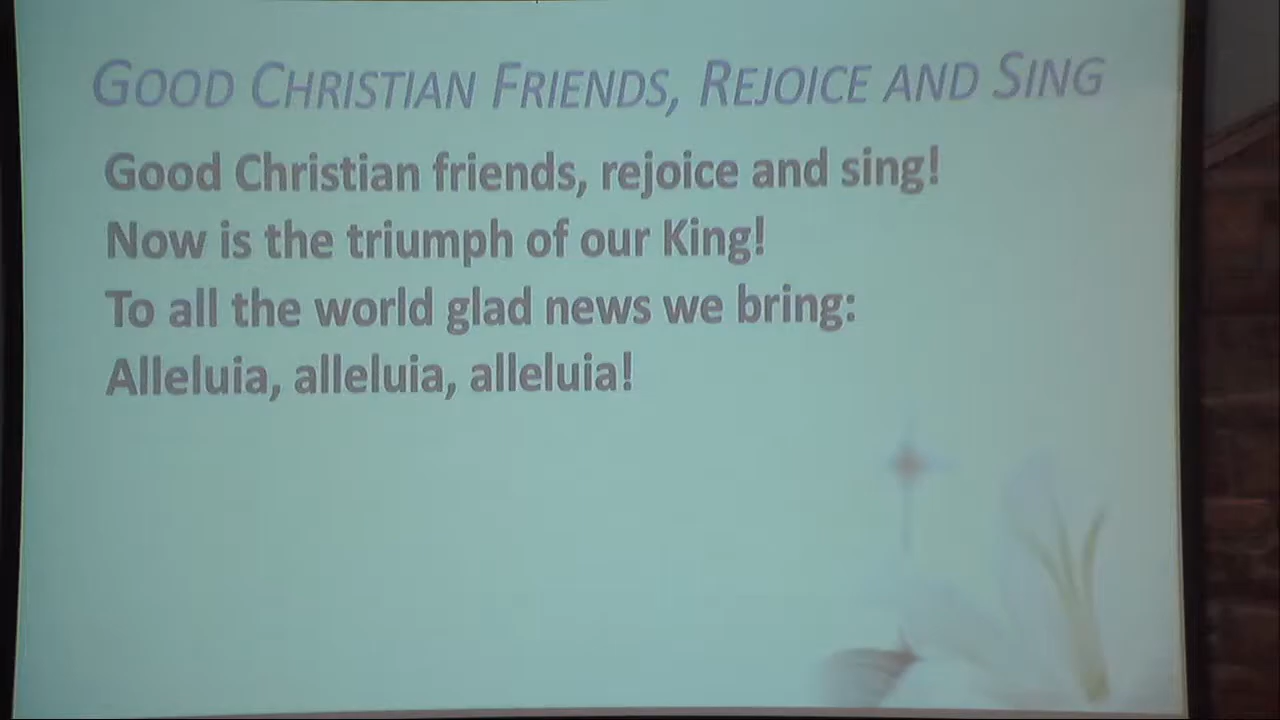 GOOD CHRISTIAN FRIENDS, REJOICE AND SING
Good Christian friends, rejoice and sing!
Now is the triumph of our King!
To all the world glad news we bring:
Alleluia, alleluia, alleluia!